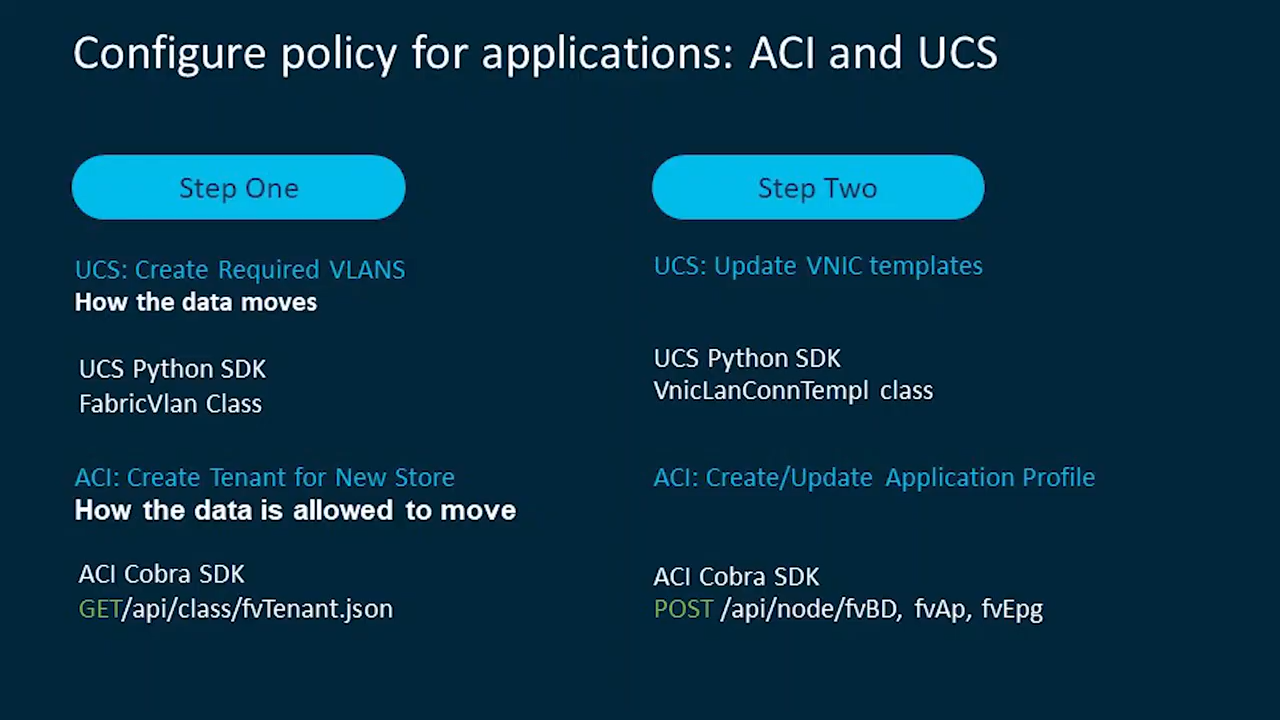 Configure policy for applications: ACI and UCS
Step One
UCS: Create Required VLANS
How the data moves
UCS Python SDK
FabricVlan Class
ACI: Create Tenant for New Store
How the data is allowed to move
ACI Cobra SDK
GET/api/class/fvTenant.json
Step Two
UCS: Update VNIC templates
UCS Python SDK
VnicLanConnTempl class
ACI: Create/Update Application Profile
ACI Cobra SDK
POST /api/node/fvBD, fvAp, fvEpg